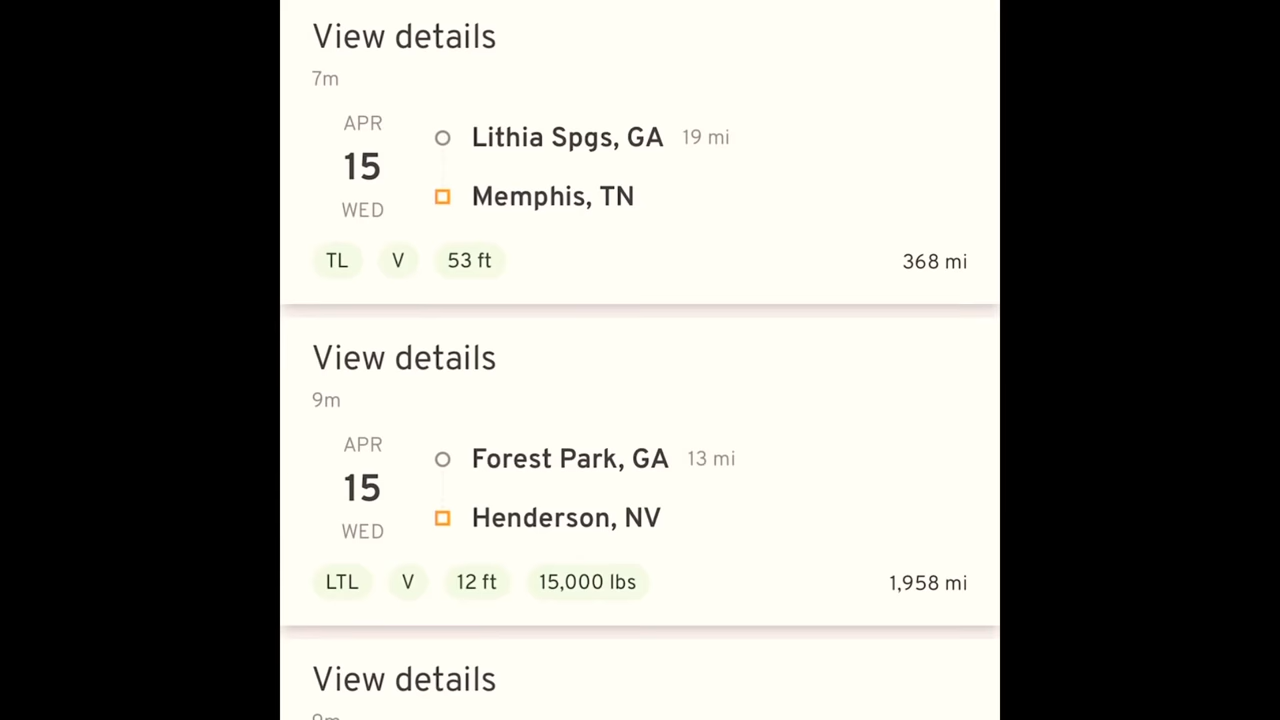 View details
7m
APR
15
WED
Lithia Spgs, GA 19 mi
Memphis, TN
TL V 53 ft 368 mi
View details
9m
APR
15
WED
Forest Park, GA 13 mi
Henderson, NV
LTL V 12 ft 15,000 lbs 1,958 mi
View details